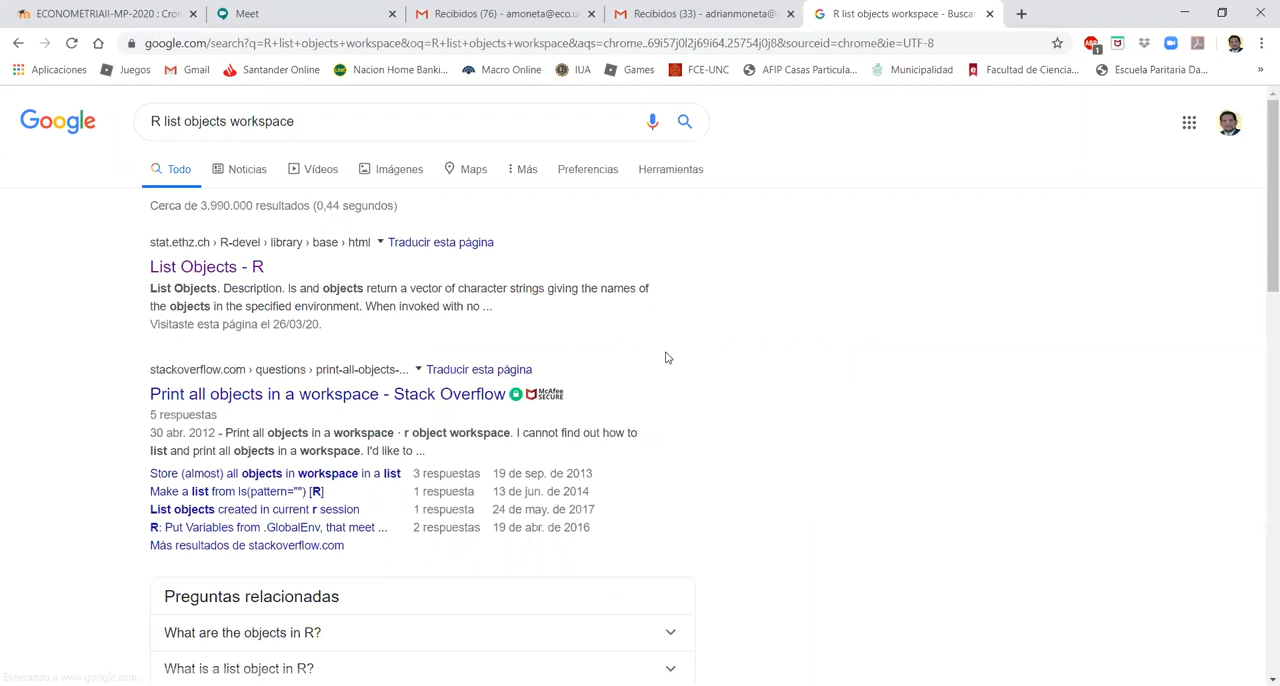 ECONOMETRIAII-MP-2020 : Cron
Meet
Recibidos (76) - amoneta@eco.u
Recibidos (33) - adrianmoneta@
R list objects workspace - Buscar
google.com/search?q=R+list+objects+workspace&oq=R+list+objects+workspace&aqs=chrome..69i57j0l2j69i64.25754j0j8&sourceid=chrome&ie=UTF-8
ABP 1
Aplicaciones
Juegos
Gmail
Santander Online
LINK
Nacion Home Banki...
Macro Online
IUA
Games
FCE-UNC
AFIP Casas Particula...
Municipalidad
Facultad de Ciencia...
Escuela Paritaria Da...
»
Google
R list objects workspace
Todo
Noticias
Vídeos
Imágenes
Maps
Más
Preferencias
Herramientas
Cerca de 3.990.000 resultados (0,44 segundos)
stat.ethz.ch › R-devel › library › base › html ▼ Traducir esta página
List Objects - R
List Objects. Description. ls and objects return a vector of character strings giving the names of
the objects in the specified environment. When invoked with no ...
Visitaste esta página el 26/03/20.
stackoverflow.com › questions › print-all-objects-... ▼ Traducir esta página
Print all objects in a workspace - Stack Overflow McAfee SECURE
5 respuestas
30 abr. 2012 - Print all objects in a workspace · r object workspace. I cannot find out how to
list and print all objects in a workspace. I'd like to ...
Store (almost) all objects in workspace in a list 3 respuestas 19 de sep. de 2013
Make a list from ls(pattern="") [R] 1 respuesta 13 de jun. de 2014
List objects created in current r session 1 respuesta 24 de may. de 2017
R: Put Variables from .GlobalEnv, that meet ... 2 respuestas 19 de abr. de 2016
Más resultados de stackoverflow.com
Preguntas relacionadas
What are the objects in R?
What is a list object in R?
Esperando a www.google.com...